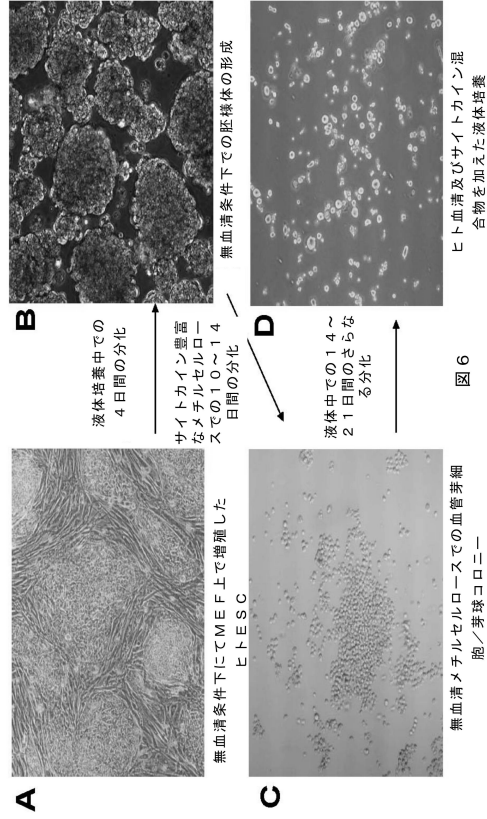 A
無血清条件下にてMEF上で増殖した
ヒトESC
液体培養中での
4日間の分化
B
無血清条件下での胚様体の形成
サイトカイン豊富
なメチルセルロー
スでの10~14
日間の分化
C
無血清メチルセルロースでの血管芽細
胞/芽球コロニー
液体中での14~
21日間のさらな
る分化
D
ヒト血清及びサイトカイン混
合物を加えた液体培養
図6